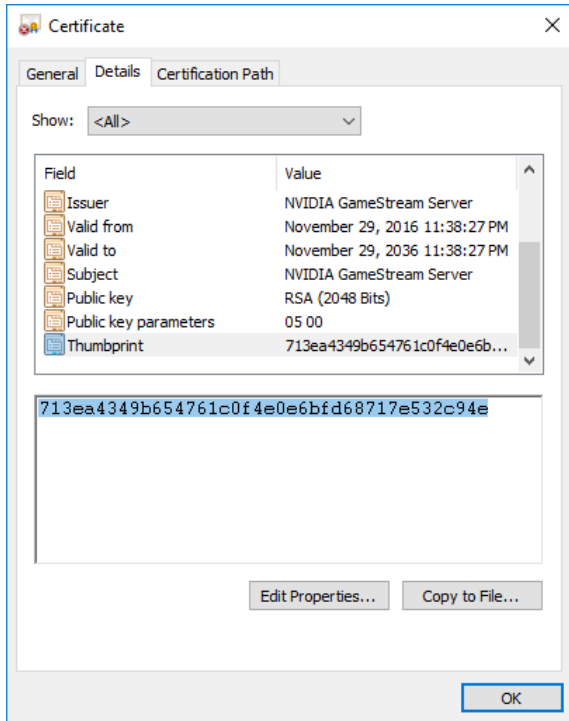 Certificate
General Details Certification Path
Show: <All>
Field Value
Issuer NVIDIA GameStream Server
Valid from November 29, 2016 11:38:27 PM
Valid to November 29, 2036 11:38:27 PM
Subject NVIDIA GameStream Server
Public key RSA (2048 Bits)
Public key parameters 05 00
Thumbprint 713ea4349b654761c0f4e0e6b...
713ea4349b654761c0f4e0e6bfd68717e532c94e
Edit Properties... Copy to File...
OK